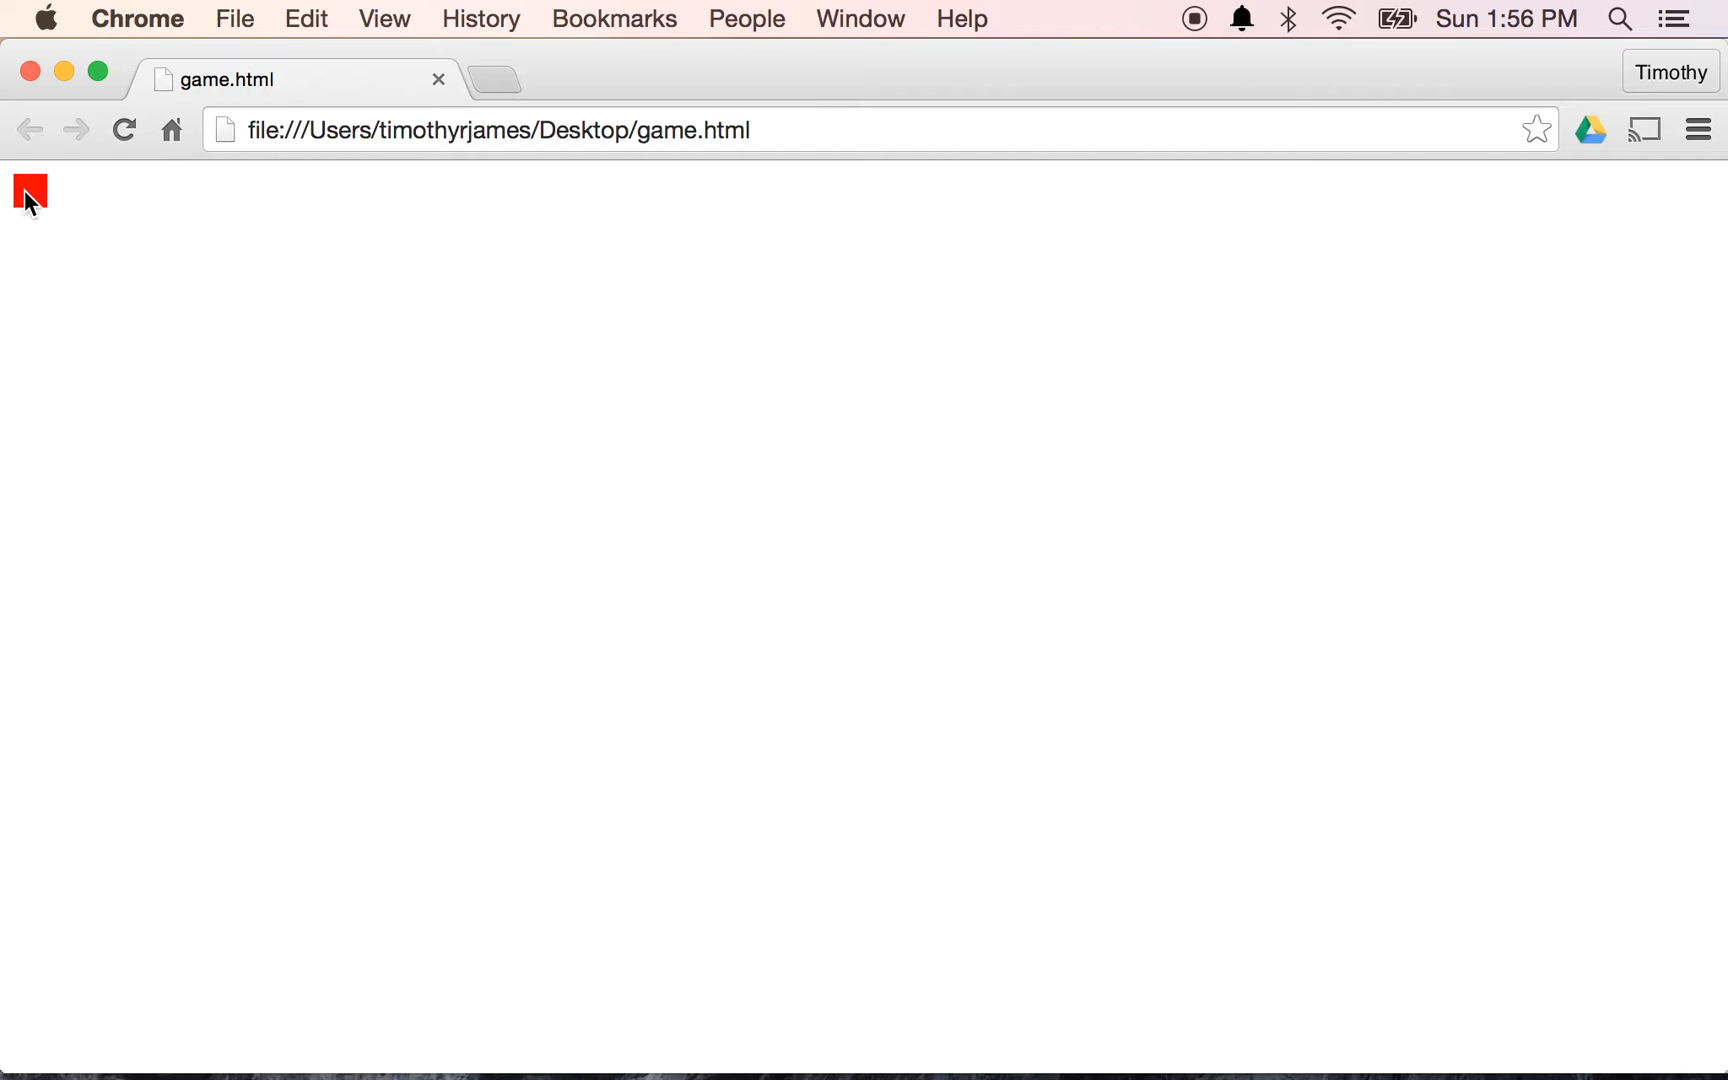 Chrome File Edit View History Bookmarks People Window Help Sun 1:56 PM
game.html Timothy
file:///Users/timothyrjames/Desktop/game.html